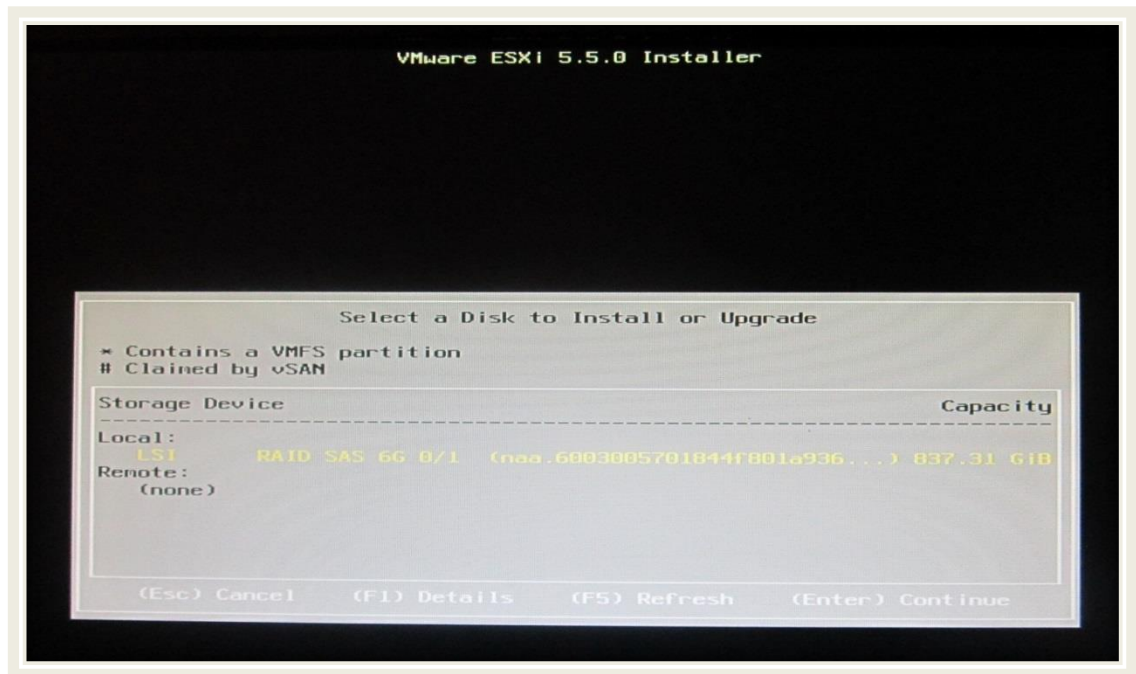 VMware ESXi 5.5.0 Installer
Select a Disk to Install or Upgrade
* Contains a VMFS partition
# Claimed by vSAN
Storage Device Capacity
Local:
LSI RAID SAS 6G 0/1 (naa.6003005701844f801a936...) 837.31 GiB
Remote:
(none)
(Esc) Cancel (F1) Details (F5) Refresh (Enter) Continue